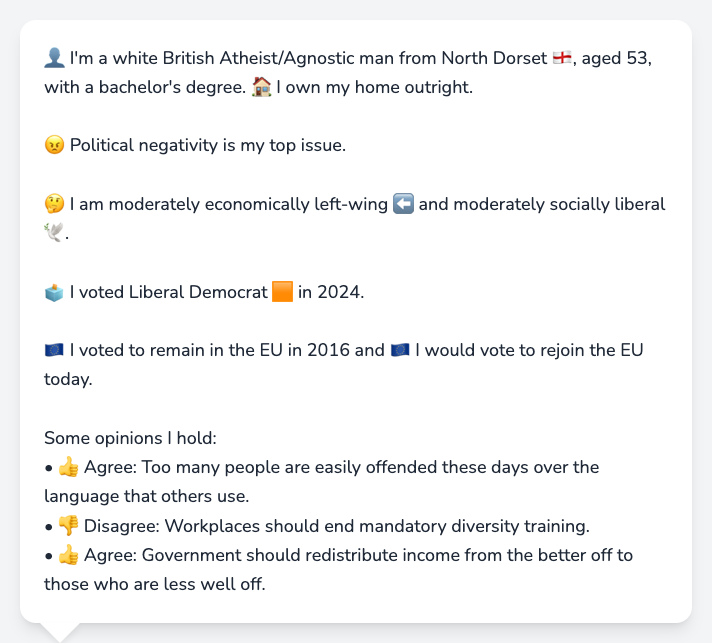 👤 I'm a white British Atheist/Agnostic man from North Dorset 🏴󠁧󠁢󠁥󠁮󠁧󠁿, aged 53,
with a bachelor's degree. 🏠 I own my home outright.
😠 Political negativity is my top issue.
🤔 I am moderately economically left-wing ⬅️ and moderately socially liberal
🕊️.
🗳️ I voted Liberal Democrat 🟧 in 2024.
🇪🇺 I voted to remain in the EU in 2016 and 🇪🇺 I would vote to rejoin the EU
today.
Some opinions I hold:
• 👍 Agree: Too many people are easily offended these days over the
language that others use.
• 👎 Disagree: Workplaces should end mandatory diversity training.
• 👍 Agree: Government should redistribute income from the better off to
those who are less well off.